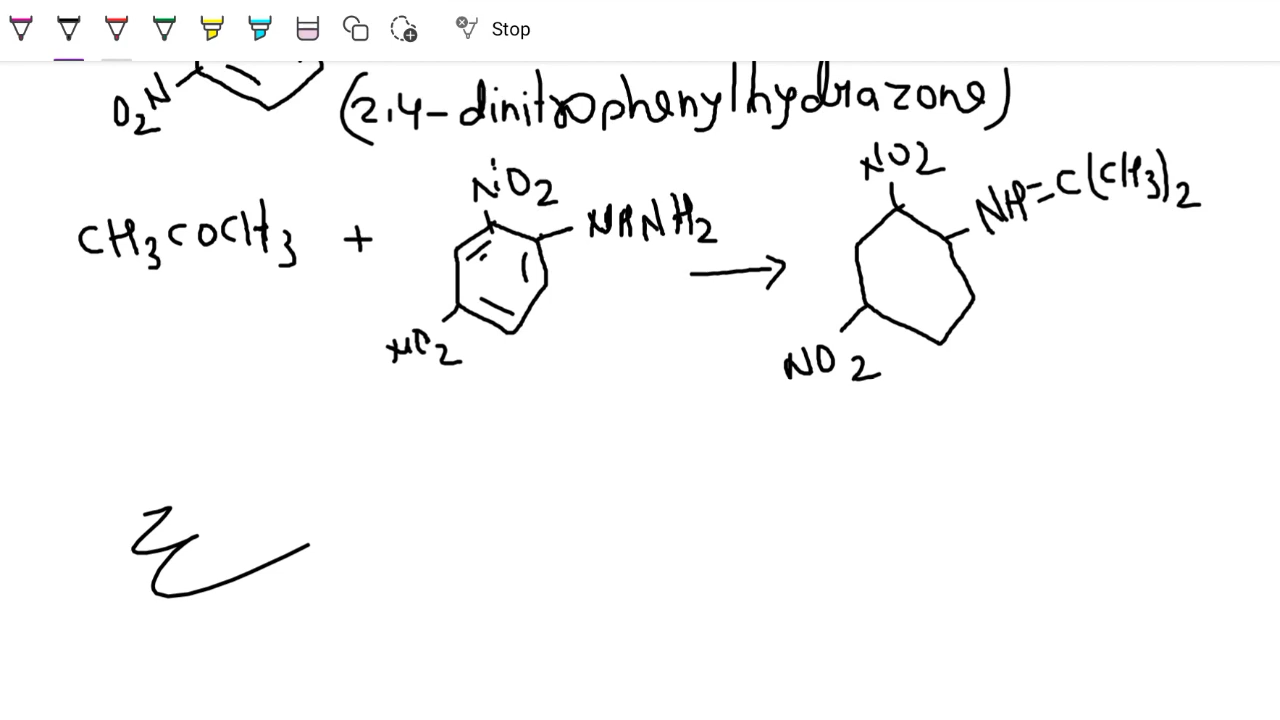 Stop
O2N (2,4-dinitrophenylhydrazone)
NO2 NO2
CH3COCH3 + NHNH2 → NH=C(CH3)2
NO2 NO2